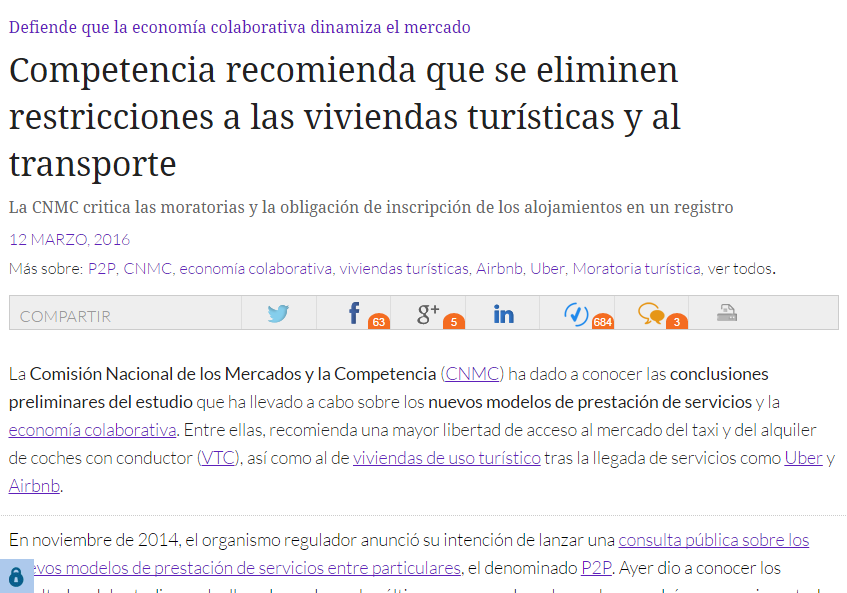 Defiende que la economía colaborativa dinamiza el mercado
Competencia recomienda que se eliminen
restricciones a las viviendas turísticas y al
transporte
La CNMC critica las moratorias y la obligación de inscripción de los alojamientos en un registro
12 MARZO, 2016
Más sobre: P2P, CNMC, economía colaborativa, viviendas turísticas, Airbnb, Uber, Moratoria turística, ver todos.
COMPARTIR f 63 g+ 5 in 684 3
La Comisión Nacional de los Mercados y la Competencia (CNMC) ha dado a conocer las conclusiones
preliminares del estudio que ha llevado a cabo sobre los nuevos modelos de prestación de servicios y la
economía colaborativa. Entre ellas, recomienda una mayor libertad de acceso al mercado del taxi y del alquiler
de coches con conductor (VTC), así como al de viviendas de uso turístico tras la llegada de servicios como Uber y
Airbnb.
En noviembre de 2014, el organismo regulador anunció su intención de lanzar una consulta pública sobre los
evos modelos de prestación de servicios entre particulares, el denominado P2P. Ayer dio a conocer los